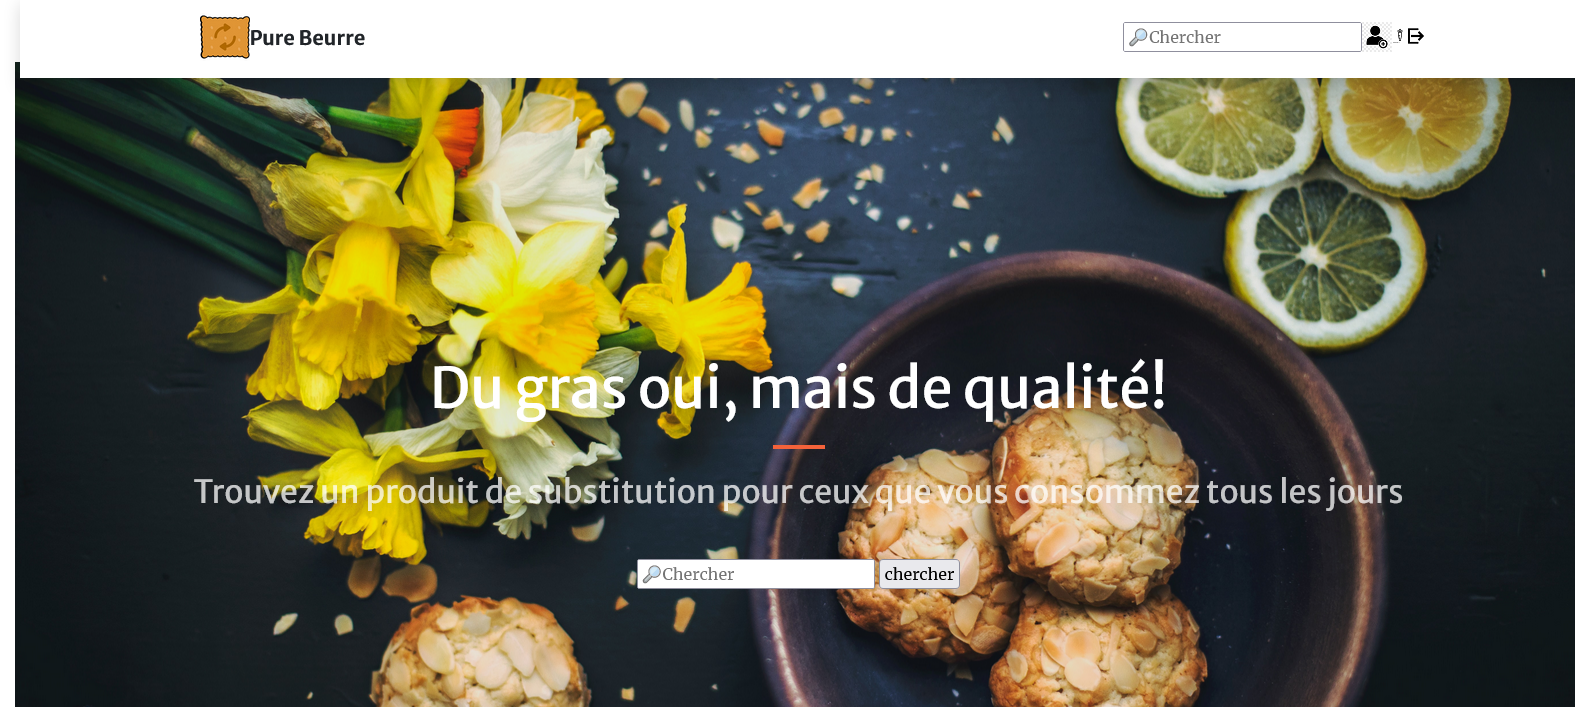 Pure Beurre
Chercher
Du gras oui, mais de qualité!
Trouvez un produit de substitution pour ceux que vous consommez tous les jours
Chercher
chercher